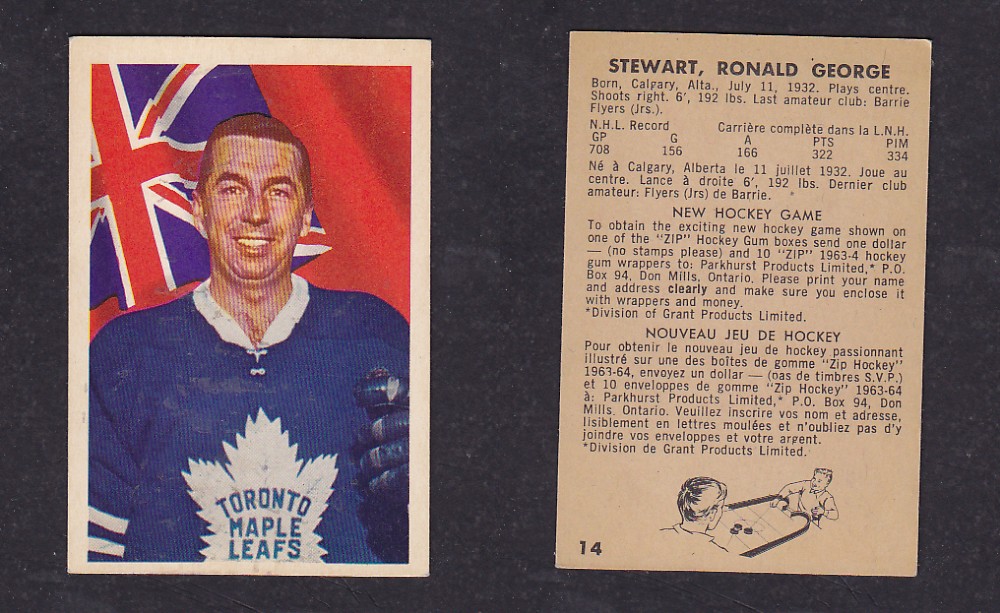 TORONTO
MAPLE
LEAFS
STEWART, RONALD GEORGE
Born, Calgary, Alta., July 11, 1932. Plays centre.
Shoots right. 6', 192 lbs. Last amateur club: Barrie
Flyers (Jrs.).
N.H.L. Record Carrière complète dans la L.N.H.
GP G A PTS PIM
708 156 166 322 334
Né à Calgary, Alberta le 11 juillet 1932. Joue au
centre. Lance à droite 6', 192 lbs. Dernier club
amateur: Flyers (Jrs) de Barrie.
NEW HOCKEY GAME
To obtain the exciting new hockey game shown on
one of the "ZIP" Hockey Gum boxes send one dollar
— (no stamps please) and 10 "ZIP" 1963-4 hockey
gum wrappers to: Parkhurst Products Limited,* P.O.
Box 94, Don Mills, Ontario. Please print your name
and address clearly and make sure you enclose it
with wrappers and money.
*Division of Grant Products Limited.
NOUVEAU JEU DE HOCKEY
Pour obtenir le nouveau jeu de hockey passionnant
illustré sur une des boîtes de gomme "Zip Hockey"
1963-64, envoyez un dollar — (pas de timbres S.V.P.)
et 10 enveloppes de gomme "Zip Hockey" 1963-64
à: Parkhurst Products Limited,* P.O. Box 94, Don
Mills. Ontario. Veuillez inscrire vos nom et adresse,
lisiblement en lettres moulées et n'oubliez pas d'y
joindre vos enveloppes et votre argent.
*Division de Grant Products Limited.
14